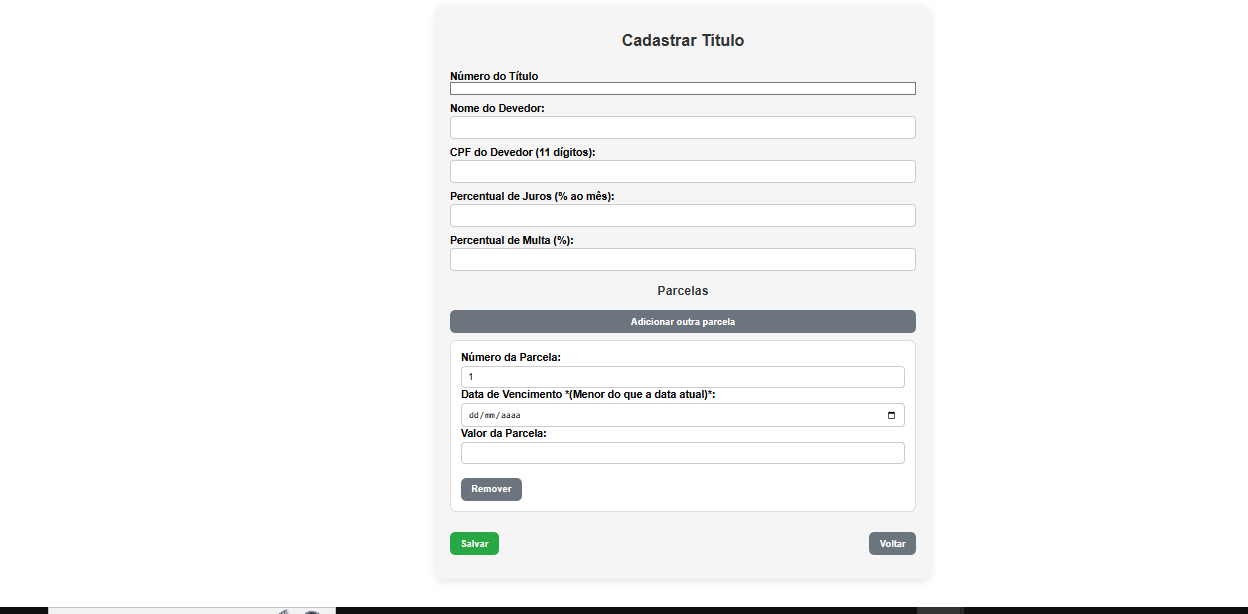 Cadastrar Título
Número do Título
Nome do Devedor:
CPF do Devedor (11 dígitos):
Percentual de Juros (% ao mês):
Percentual de Multa (%):
Parcelas
Adicionar outra parcela
Número da Parcela:
1
Data de Vencimento *(Menor do que a data atual)*:
dd/mm/aaaa
Valor da Parcela:
Remover
Salvar
Voltar